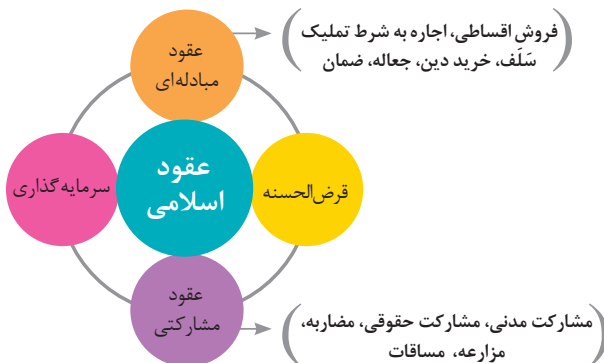 عقود
مبادله‌ای
(فروش اقساطی، اجاره به شرط تملیک
سَلَف، خرید دین، جعاله، ضمان)
عقود
اسلامی
قرض‌الحسنه
سرمایه‌گذاری
عقود
مشارکتی
(مشارکت مدنی، مشارکت حقوقی، مضاربه،
مزارعه، مساقات)